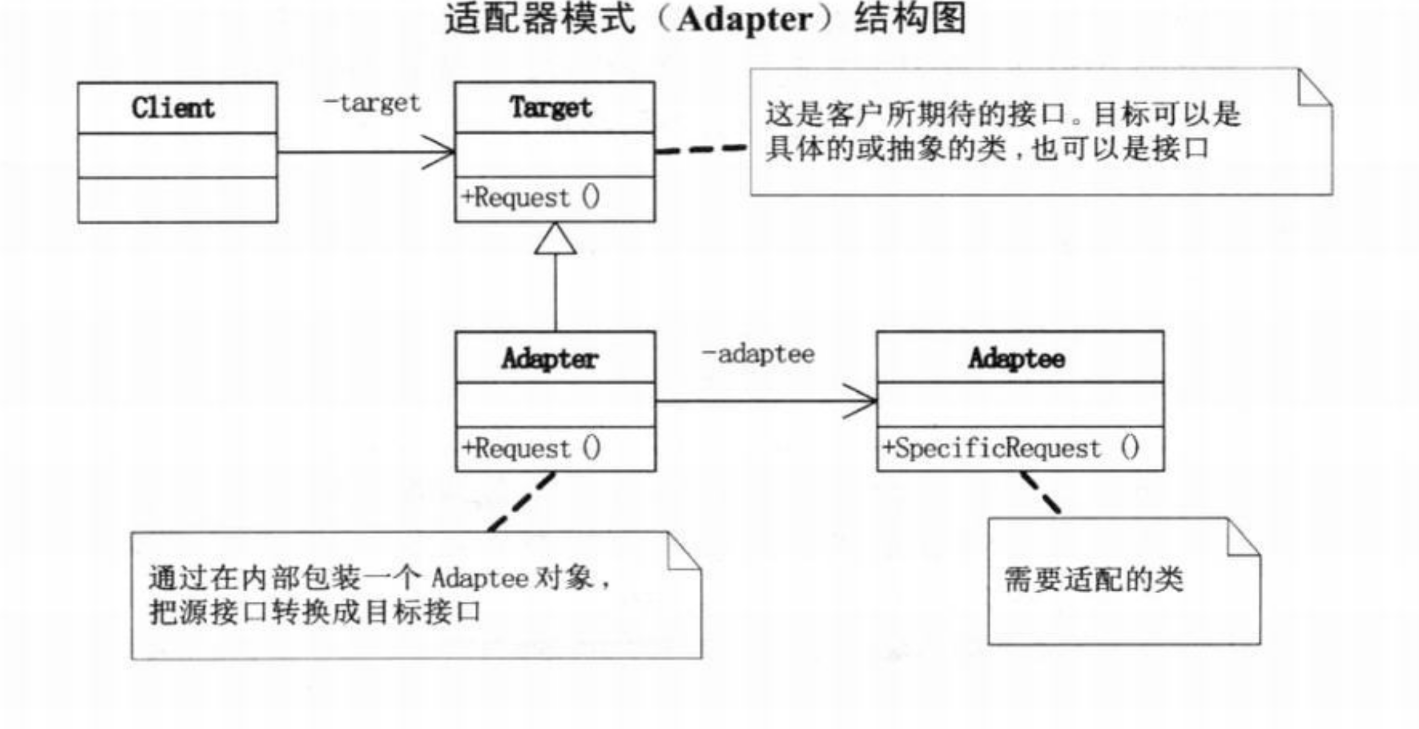 适配器模式（Adapter）结构图
Client
-target
Target
+Request()
这是客户所期待的接口。目标可以是
具体的或抽象的类,也可以是接口
Adapter
+Request()
-adaptee
Adaptee
+SpecificRequest ()
通过在内部包装一个 Adaptee 对象,
把源接口转换成目标接口
需要适配的类